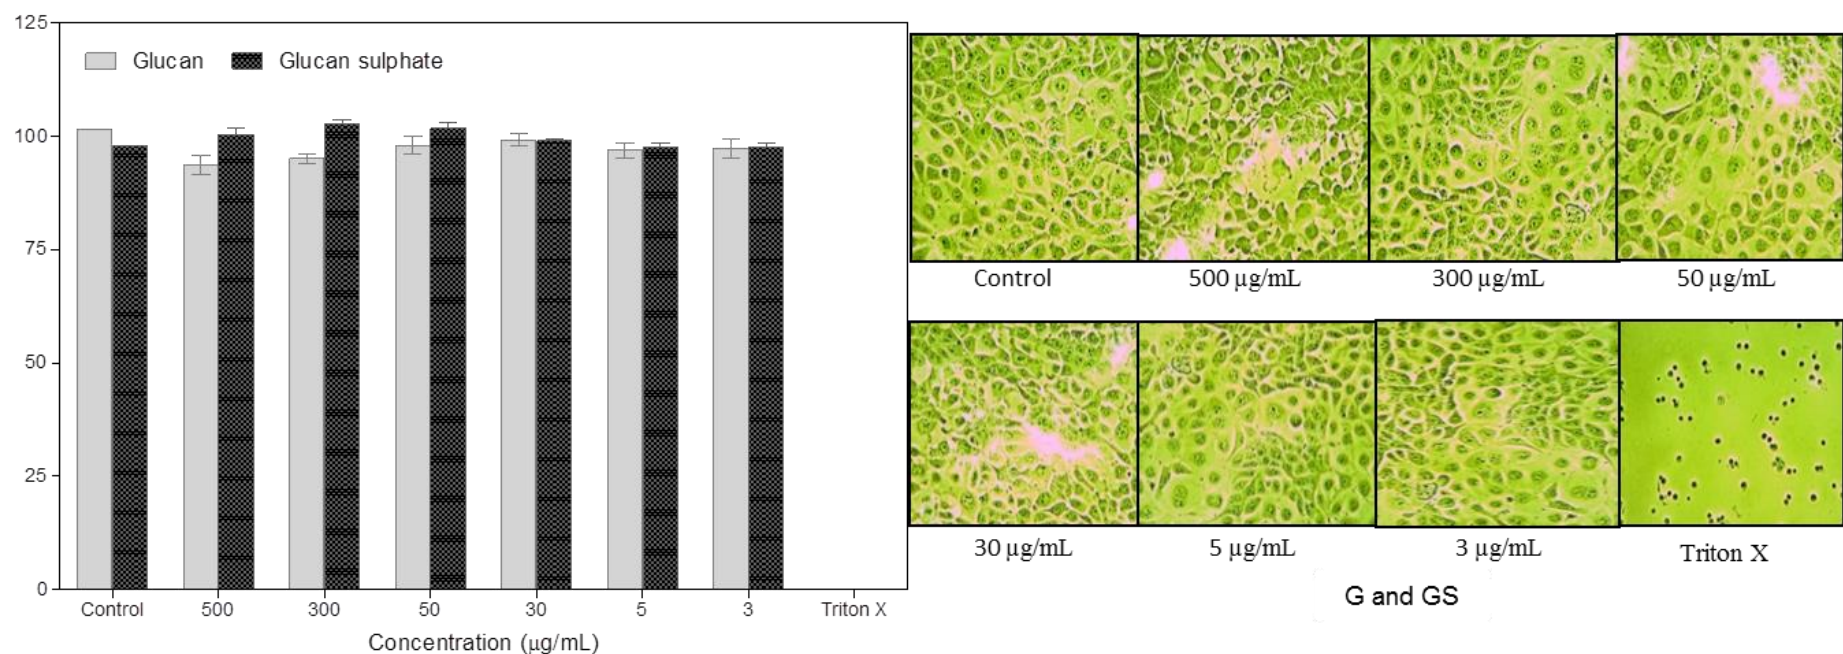 125
Glucan
Glucan sulphate
100
75
50
25
0
Control
500
300
50
30
5
3
Triton X
Concentration (µg/mL)
Control
500 µg/mL
300 µg/mL
50 µg/mL
30 µg/mL
5 µg/mL
3 µg/mL
Triton X
G and GS